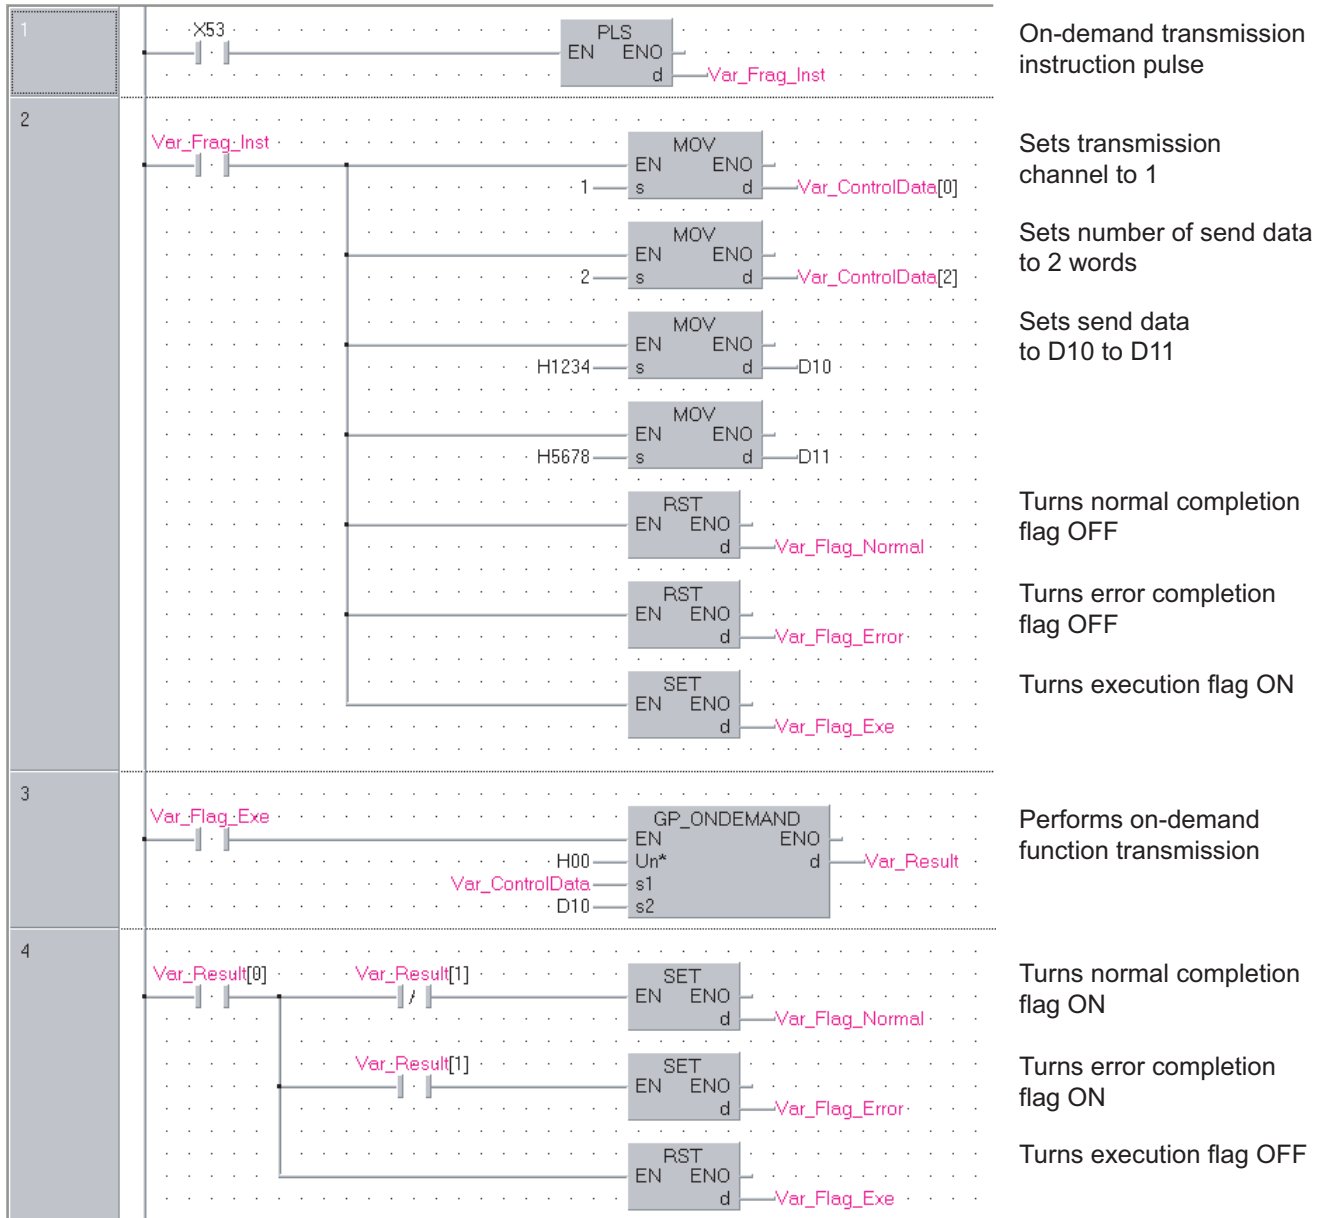 1
X53
PLS
EN ENO
d Var_Frag_Inst
On-demand transmission
instruction pulse
2
Var_Frag_Inst
MOV
EN ENO
1 s d Var_ControlData[0]
Sets transmission
channel to 1
MOV
EN ENO
2 s d Var_ControlData[2]
Sets number of send data
to 2 words
MOV
EN ENO
H1234 s d D10
Sets send data
to D10 to D11
MOV
EN ENO
H5678 s d D11
RST
EN ENO
d Var_Flag_Normal
Turns normal completion
flag OFF
RST
EN ENO
d Var_Flag_Error
Turns error completion
flag OFF
SET
EN ENO
d Var_Flag_Exe
Turns execution flag ON
3
Var_Flag_Exe
GP_ONDEMAND
EN ENO
H00 Un* d Var_Result
Var_ControlData s1
D10 s2
Performs on-demand
function transmission
4
Var_Result[0] Var_Result[1]
SET
EN ENO
d Var_Flag_Normal
Turns normal completion
flag ON
Var_Result[1]
SET
EN ENO
d Var_Flag_Error
Turns error completion
flag ON
RST
EN ENO
d Var_Flag_Exe
Turns execution flag OFF